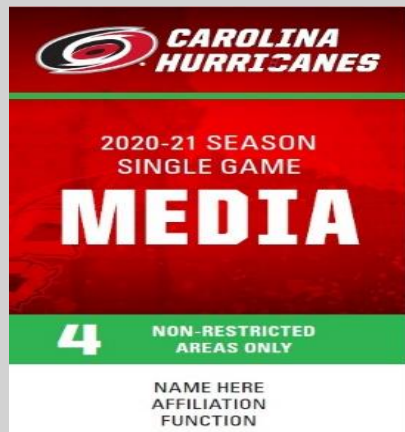 CAROLINA
HURRICANES
2020-21 SEASON
SINGLE GAME
MEDIA
4
NON-RESTRICTED
AREAS ONLY
NAME HERE
AFFILIATION
FUNCTION